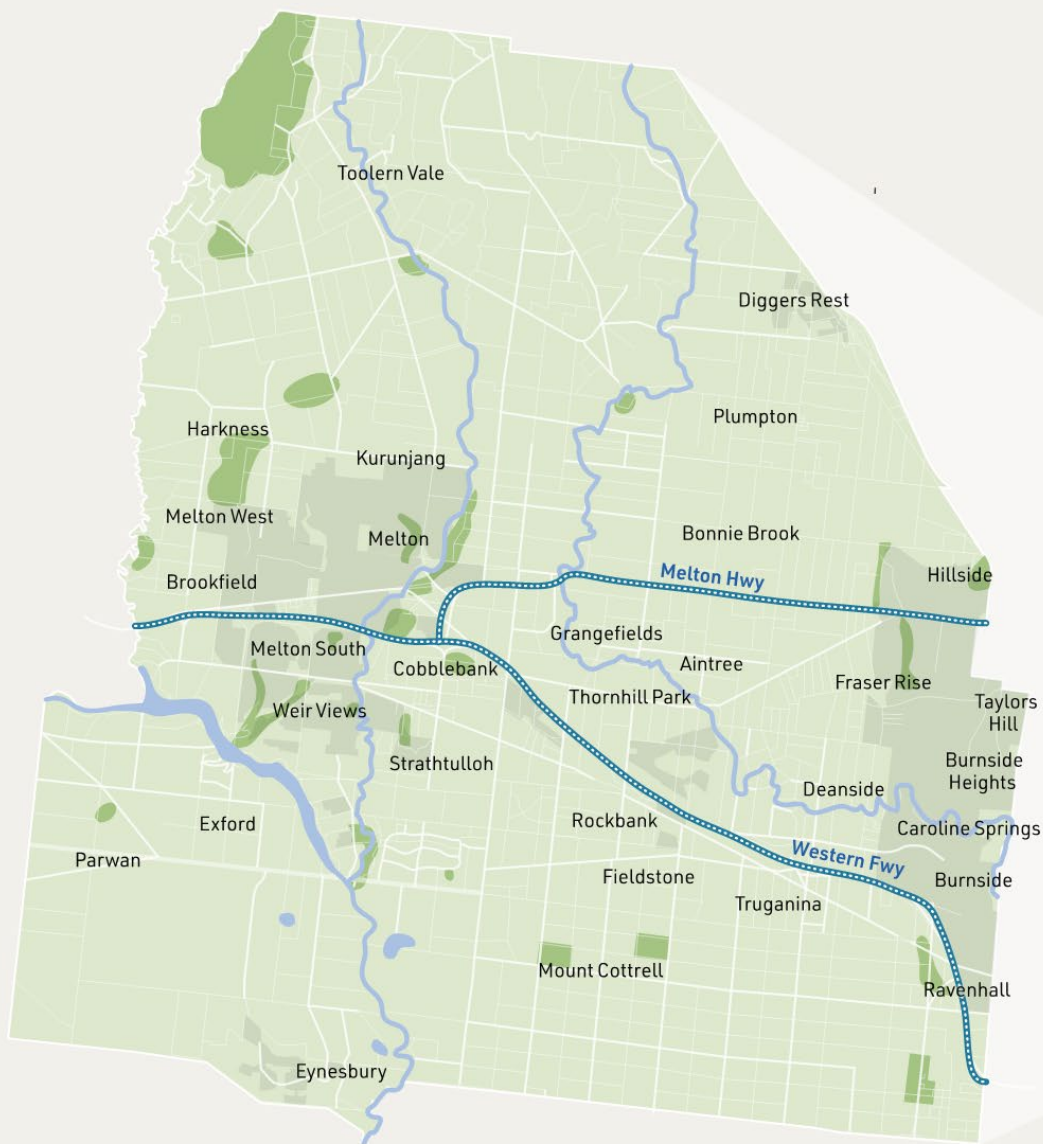 Toolern Vale
Diggers Rest
Plumpton
Harkness
Kurunjang
Melton West
Melton
Bonnie Brook
Brookfield
Melton Hwy
Hillside
Grangefields
Melton South
Cobblebank
Aintree
Fraser Rise
Thornhill Park
Taylors
Hill
Weir Views
Strathtulloh
Burnside
Heights
Deanside
Exford
Rockbank
Caroline Springs
Parwan
Western Fwy
Fieldstone
Burnside
Truganina
Mount Cottrell
Ravenhall
Eynesbury